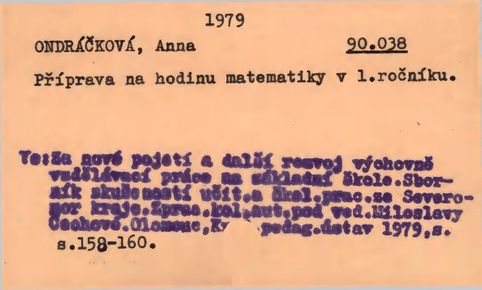 1979
ONDRÁČKOVÁ, Anna 90.038
Příprava na hodinu matematiky v 1.ročníku.
Ve:Za nové pojetí a další rozvoj výchovně
vzdělávací práce na základní škole.Sbor-
ník zkušeností učit.a škol.prac.ze Severo-
mor kraje.Zprac.kol.aut.pod ved.Miloslavy
Čechové.Olomouc, pedag.ústav 1979,s.
s.158-160.